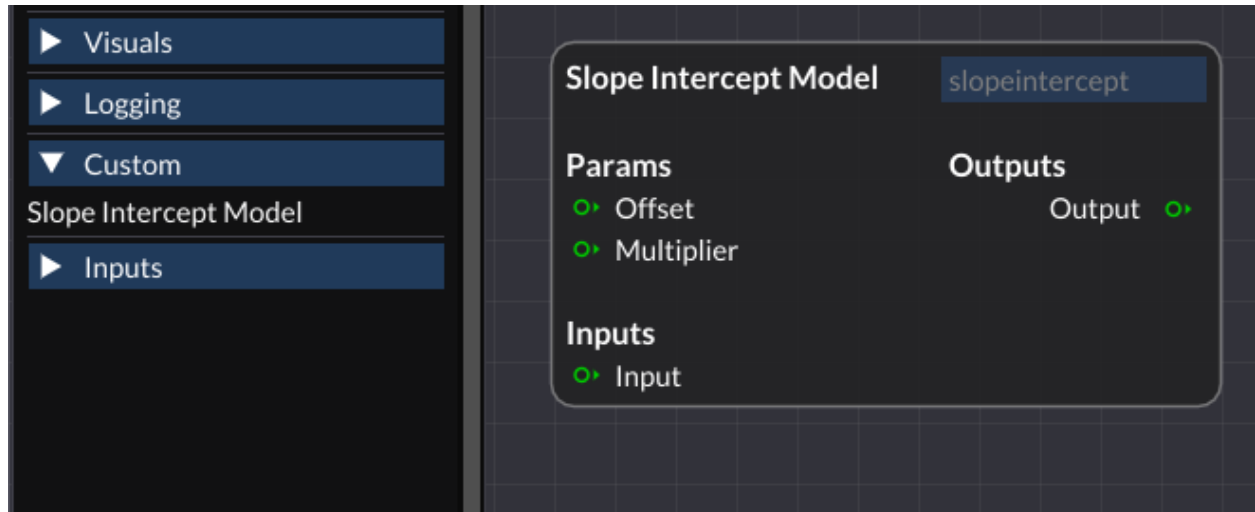 Visuals
Logging
Custom
Slope Intercept Model
Inputs
Slope Intercept Model
slopeintercept
Params
Offset
Multiplier
Inputs
Input
Outputs
Output